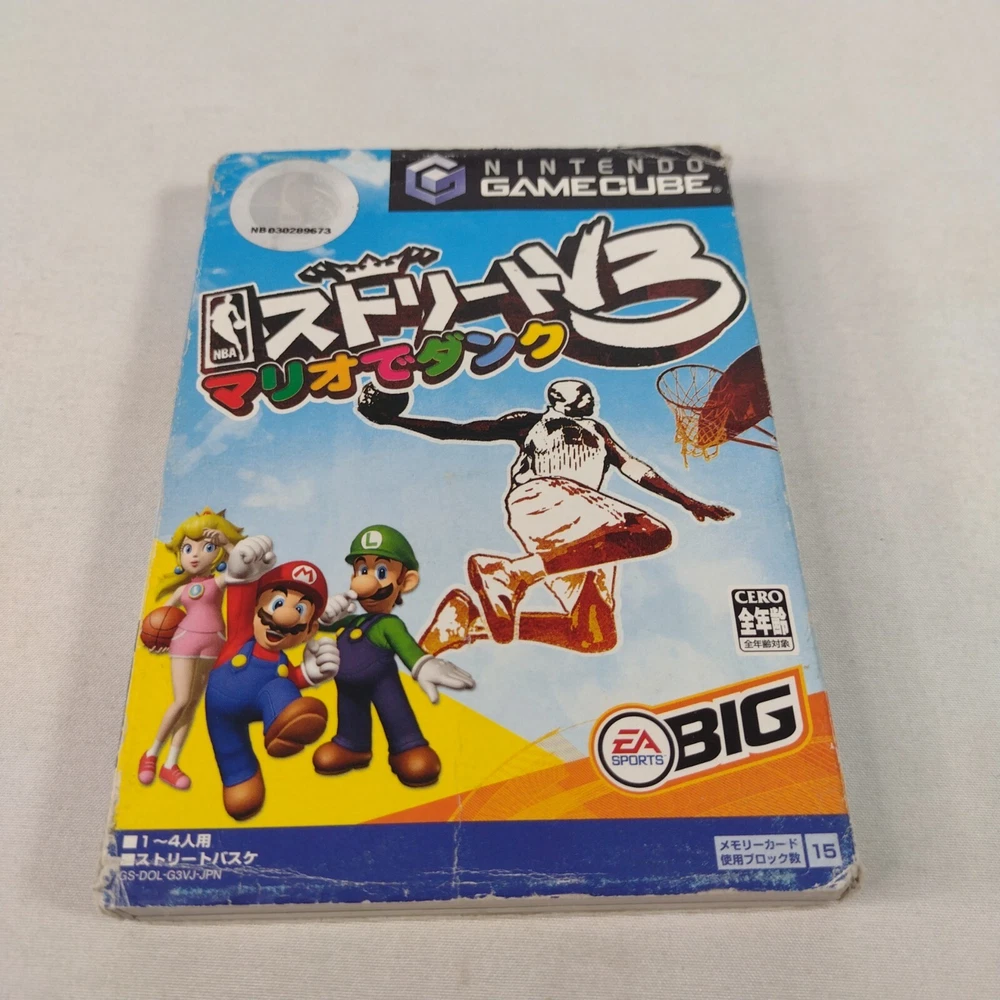 NINTENDO
GAMECUBE
NB 030289673
NBA
ストリートV3
マリオでダンク
L
M
CERO
全年齢
全年齢対象
EA
SPORTS
BIG
■1～4人用
■ストリートバスケ
GS-DOL-G3VJ-JPN
メモリーカード
使用ブロック数 15